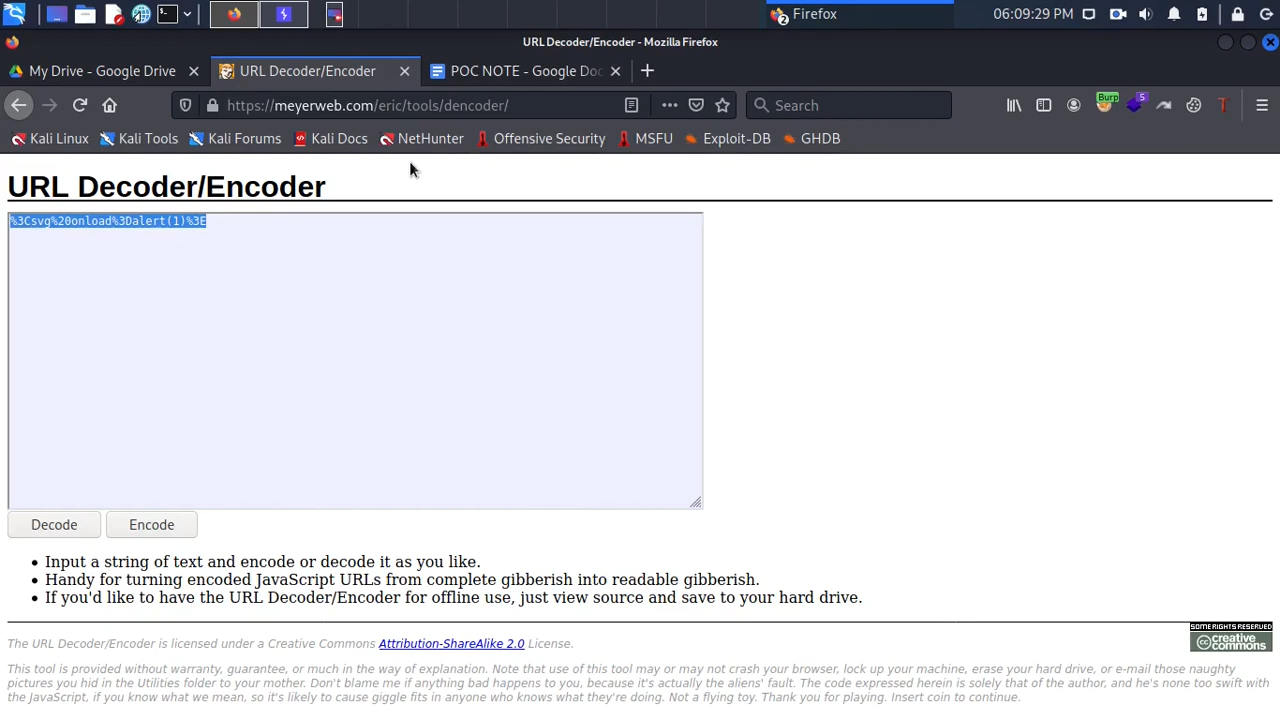 Firefox
2
06:09:29 PM
URL Decoder/Encoder - Mozilla Firefox
My Drive - Google Drive
URL Decoder/Encoder
POC NOTE - Google Doc
https://meyerweb.com/eric/tools/dencoder/
Search
Burp
5
Kali Linux
Kali Tools
Kali Forums
Kali Docs
NetHunter
Offensive Security
MSFU
Exploit-DB
GHDB
URL Decoder/Encoder
%3Csvg%20onload%3Dalert(1)%3E
Decode
Encode
• Input a string of text and encode or decode it as you like.
• Handy for turning encoded JavaScript URLs from complete gibberish into readable gibberish.
• If you'd like to have the URL Decoder/Encoder for offline use, just view source and save to your hard drive.
SOME RIGHTS RESERVED
creative
commons
The URL Decoder/Encoder is licensed under a Creative Commons Attribution-ShareAlike 2.0 License.
This tool is provided without warranty, guarantee, or much in the way of explanation. Note that use of this tool may or may not crash your browser, lock up your machine, erase your hard drive, or e-mail those naughty
pictures you hid in the Utilities folder to your mother. Don't blame me if anything bad happens to you, because it's actually the aliens' fault. The code expressed herein is solely that of the author, and he's none too swift with
the JavaScript, if you know what we mean, so it's likely to cause giggle fits in anyone who knows what they're doing. Not a flying toy. Thank you for playing. Insert coin to continue.